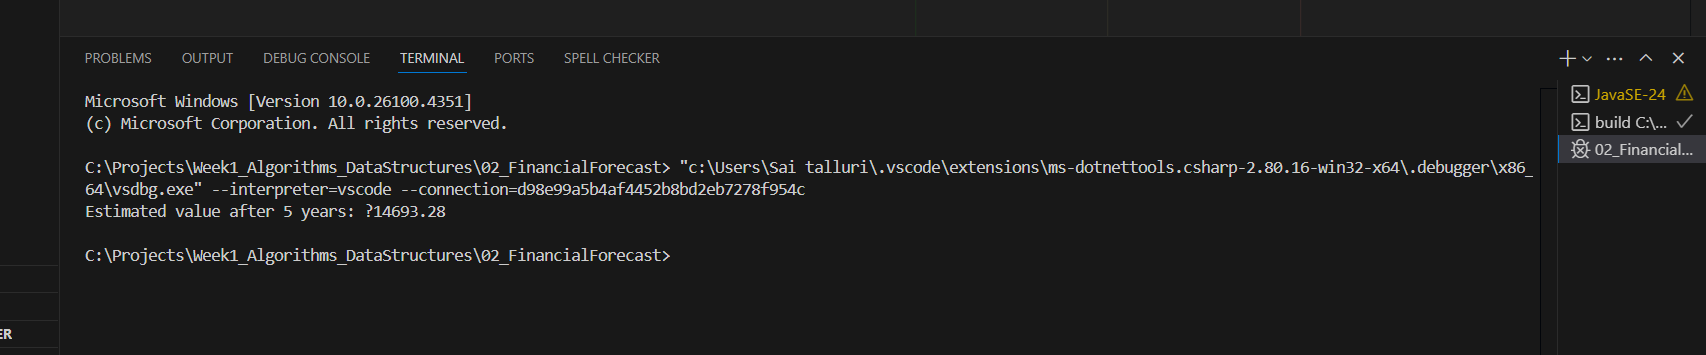 PROBLEMS OUTPUT DEBUG CONSOLE TERMINAL PORTS SPELL CHECKER
Microsoft Windows [Version 10.0.26100.4351]
(c) Microsoft Corporation. All rights reserved.
C:\Projects\Week1_Algorithms_DataStructures\02_FinancialForecast> "c:\Users\Sai talluri\.vscode\extensions\ms-dotnettools.csharp-2.80.16-win32-x64\.debugger\x86_
64\vsdbg.exe" --interpreter=vscode --connection=d98e99a5b4af4452b8bd2eb7278f954c
Estimated value after 5 years: ?14693.28
C:\Projects\Week1_Algorithms_DataStructures\02_FinancialForecast>
JavaSE-24
build C:\...
02_Financial...
ER